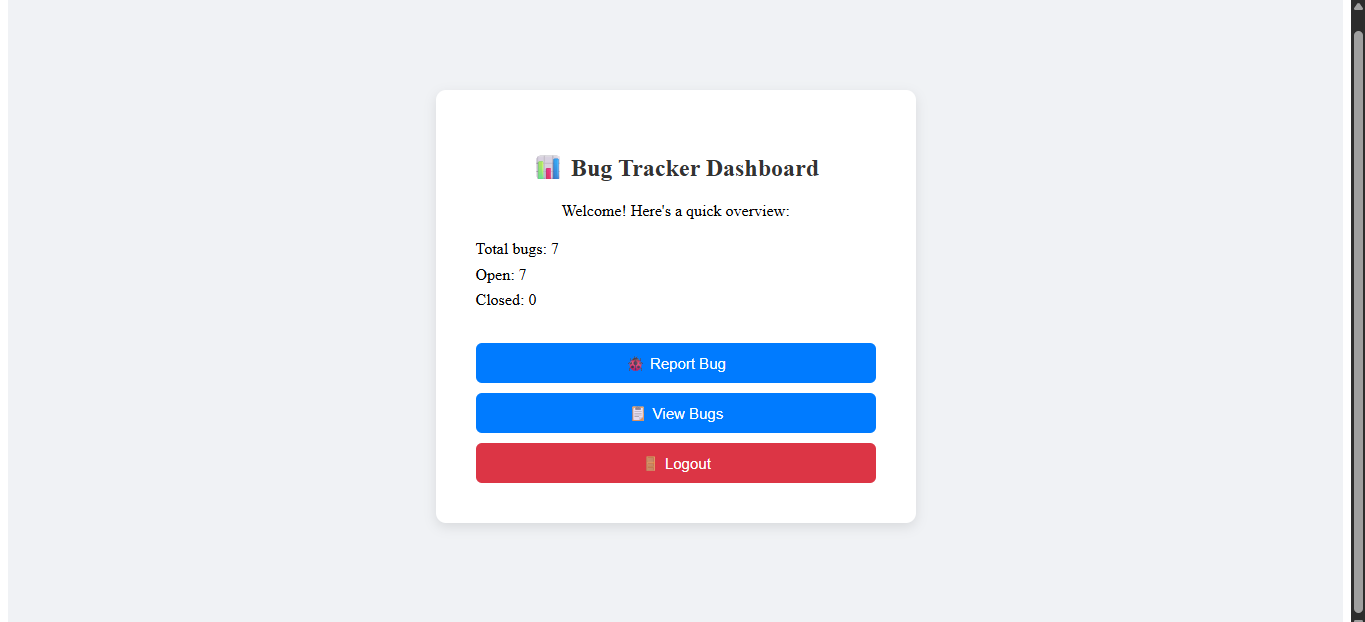 Bug Tracker Dashboard
Welcome! Here's a quick overview:
Total bugs: 7
Open: 7
Closed: 0
Report Bug
View Bugs
Logout